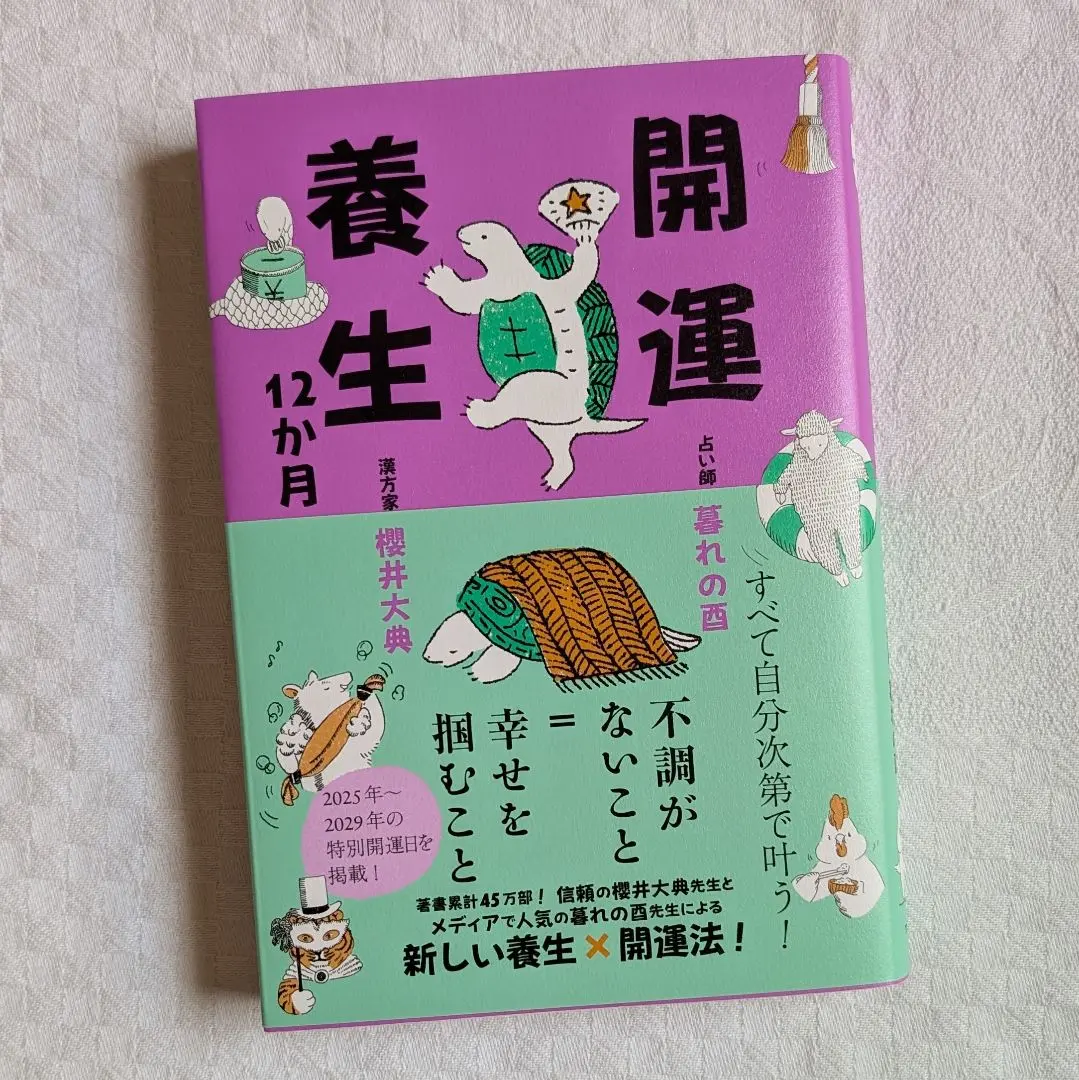 開運
養生
12か月
占い師 暮れの酉
漢方家 櫻井大典
すべて自分次第で叶う!
不調が
ないこと
=
幸せを
掴むこと
2025年〜
2029年の
特別開運日を
掲載!
著書累計45万部! 信頼の櫻井大典先生と
メディアで人気の暮れの酉先生による
新しい養生×開運法!